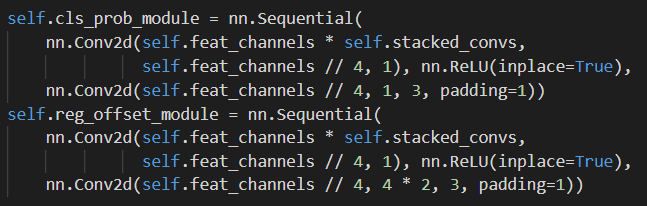 self.cls_prob_module = nn.Sequential(
    nn.Conv2d(self.feat_channels * self.stacked_convs,
              self.feat_channels // 4, 1), nn.ReLU(inplace=True),
    nn.Conv2d(self.feat_channels // 4, 1, 3, padding=1))
self.reg_offset_module = nn.Sequential(
    nn.Conv2d(self.feat_channels * self.stacked_convs,
              self.feat_channels // 4, 1), nn.ReLU(inplace=True),
    nn.Conv2d(self.feat_channels // 4, 4 * 2, 3, padding=1))